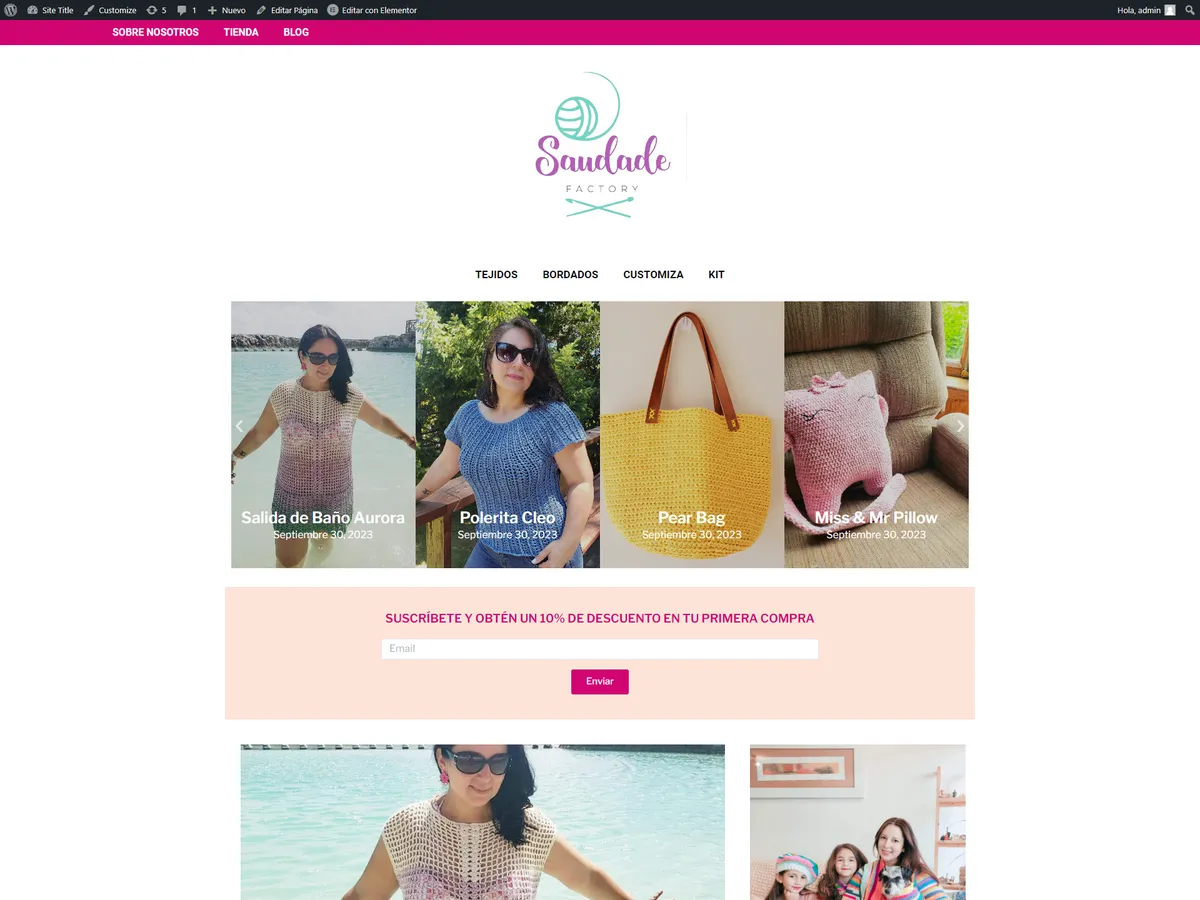 Site Title Customize 5 1 Nuevo Editar Página Editar con Elementor Hola, admin
SOBRE NOSOTROS TIENDA BLOG
Saudade
FACTORY
TEJIDOS BORDADOS CUSTOMIZA KIT
Salida de Baño Aurora
Septiembre 30, 2023
Polerita Cleo
Septiembre 30, 2023
Pear Bag
Septiembre 30, 2023
Miss & Mr Pillow
Septiembre 30, 2023
SUSCRÍBETE Y OBTÉN UN 10% DE DESCUENTO EN TU PRIMERA COMPRA
Email
Enviar